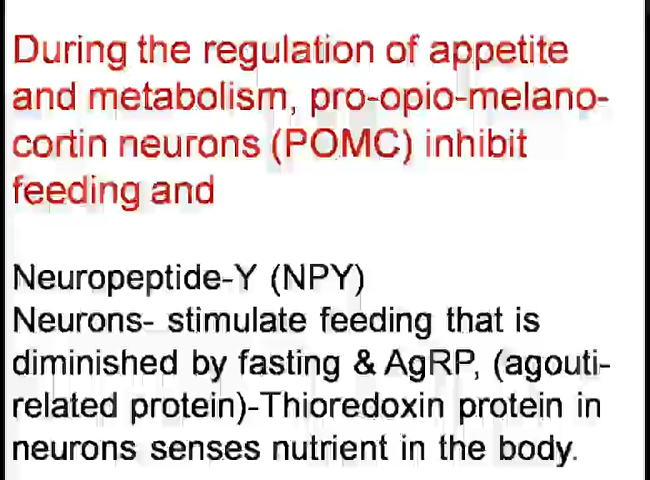 During the regulation of appetite
and metabolism, pro-opio-melano-
cortin neurons (POMC) inhibit
feeding and
Neuropeptide-Y (NPY)
Neurons- stimulate feeding that is
diminished by fasting & AgRP, (agouti-
related protein)-Thioredoxin protein in
neurons senses nutrient in the body.